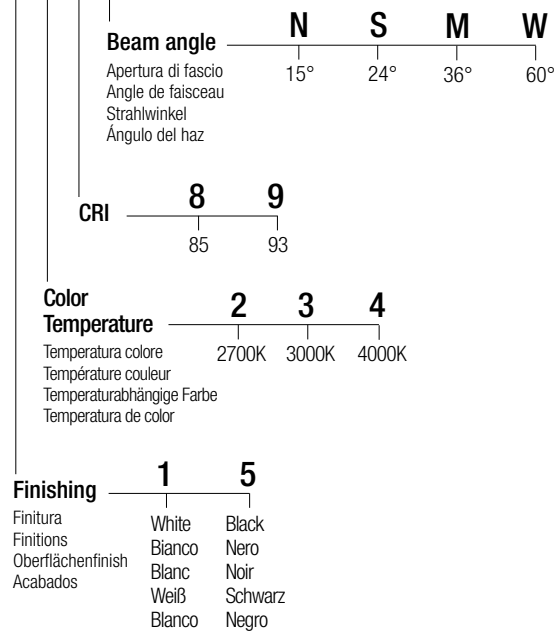 Beam angle N S M W
Apertura di fascio 15° 24° 36° 60°
Angle de faisceau
Strahlwinkel
Ángulo del haz
CRI 8 9
85 93
Color
Temperature 2 3 4
Temperatura colore 2700K 3000K 4000K
Température couleur
Temperaturabhängige Farbe
Temperatura de color
Finishing 1 5
Finitura White Black
Finitions Bianco Nero
Oberflächenfinish Blanc Noir
Acabados Weiß Schwarz
Blanco Negro